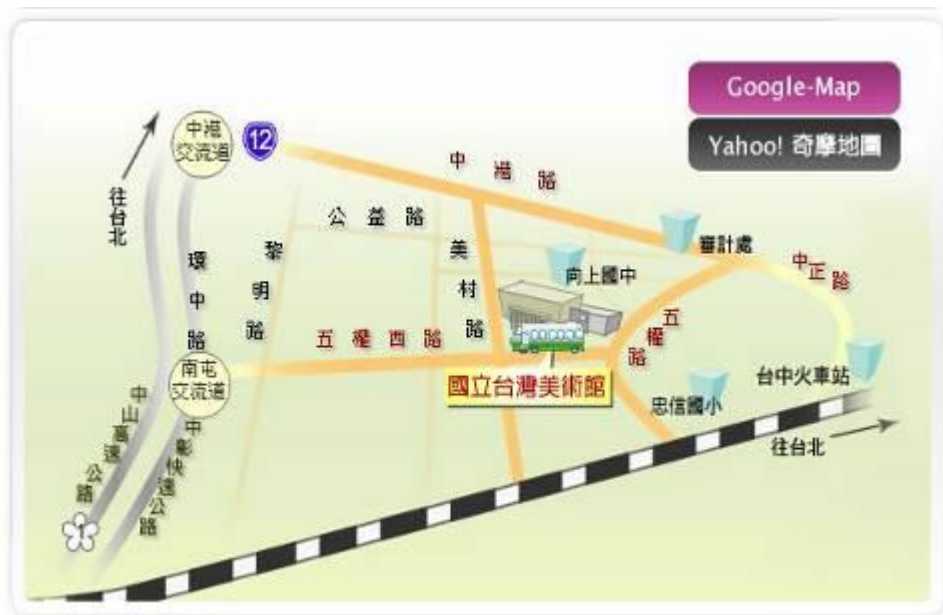 Google-Map
Yahoo! 奇摩地圖
中港
交流道
12
往台北
中港路
公益路
黎明路
美村路
環中路
審計處
中正路
向上國中
五權路
五權西路
南屯
交流道
國立台灣美術館
忠信國小
台中火車站
往台北
中山高速公路
中彰快速公路
1